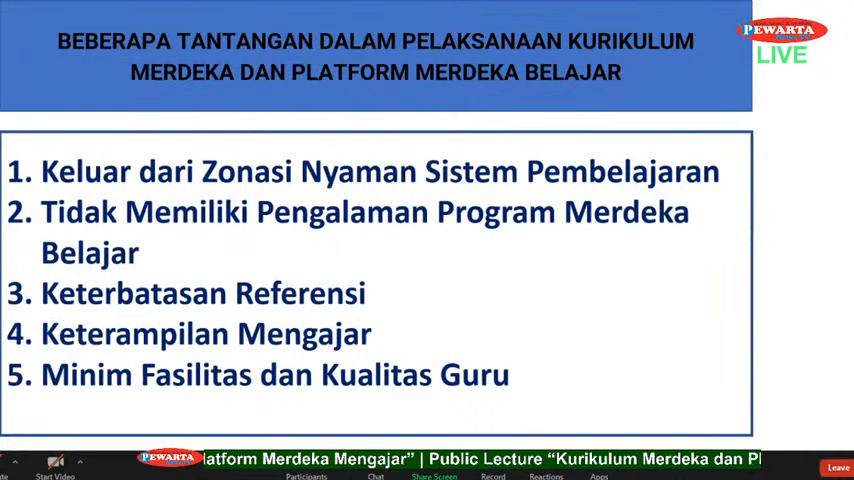 BEBERAPA TANTANGAN DALAM PELAKSANAAN KURIKULUM
MERDEKA DAN PLATFORM MERDEKA BELAJAR
PEWARTA
LIVE
1. Keluar dari Zonasi Nyaman Sistem Pembelajaran
2. Tidak Memiliki Pengalaman Program Merdeka
Belajar
3. Keterbatasan Referensi
4. Keterampilan Mengajar
5. Minim Fasilitas dan Kualitas Guru
PEWARTA
latform Merdeka Mengajar” | Public Lecture “Kurikulum Merdeka dan Pl
Start Video Participants Chat Share Screen Record Reactions Apps Leave